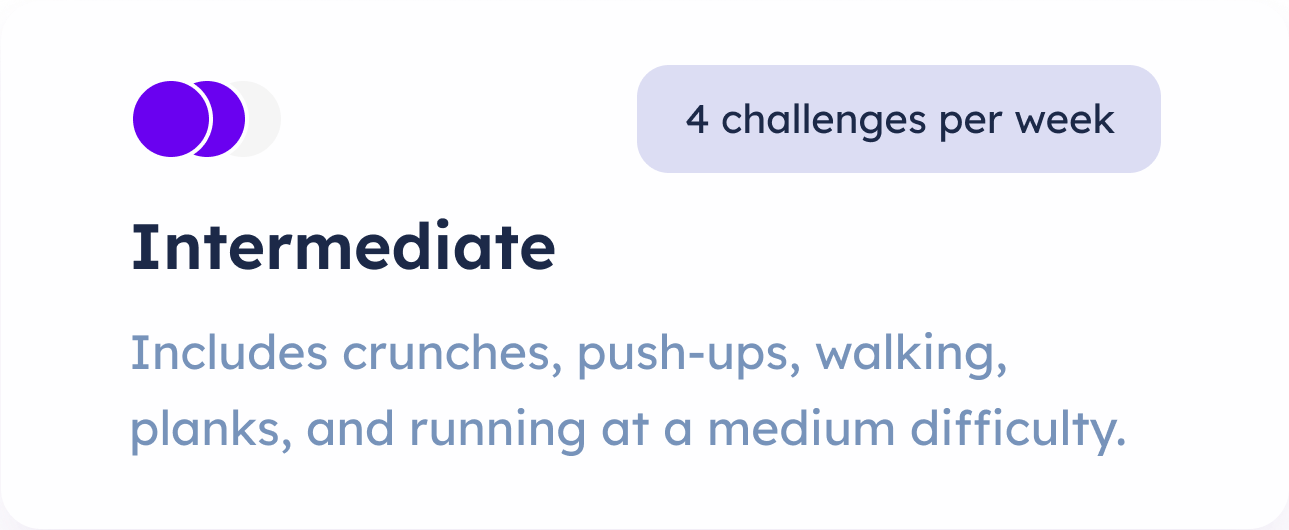 4 challenges per week
Intermediate
Includes crunches, push-ups, walking,
planks, and running at a medium difficulty.